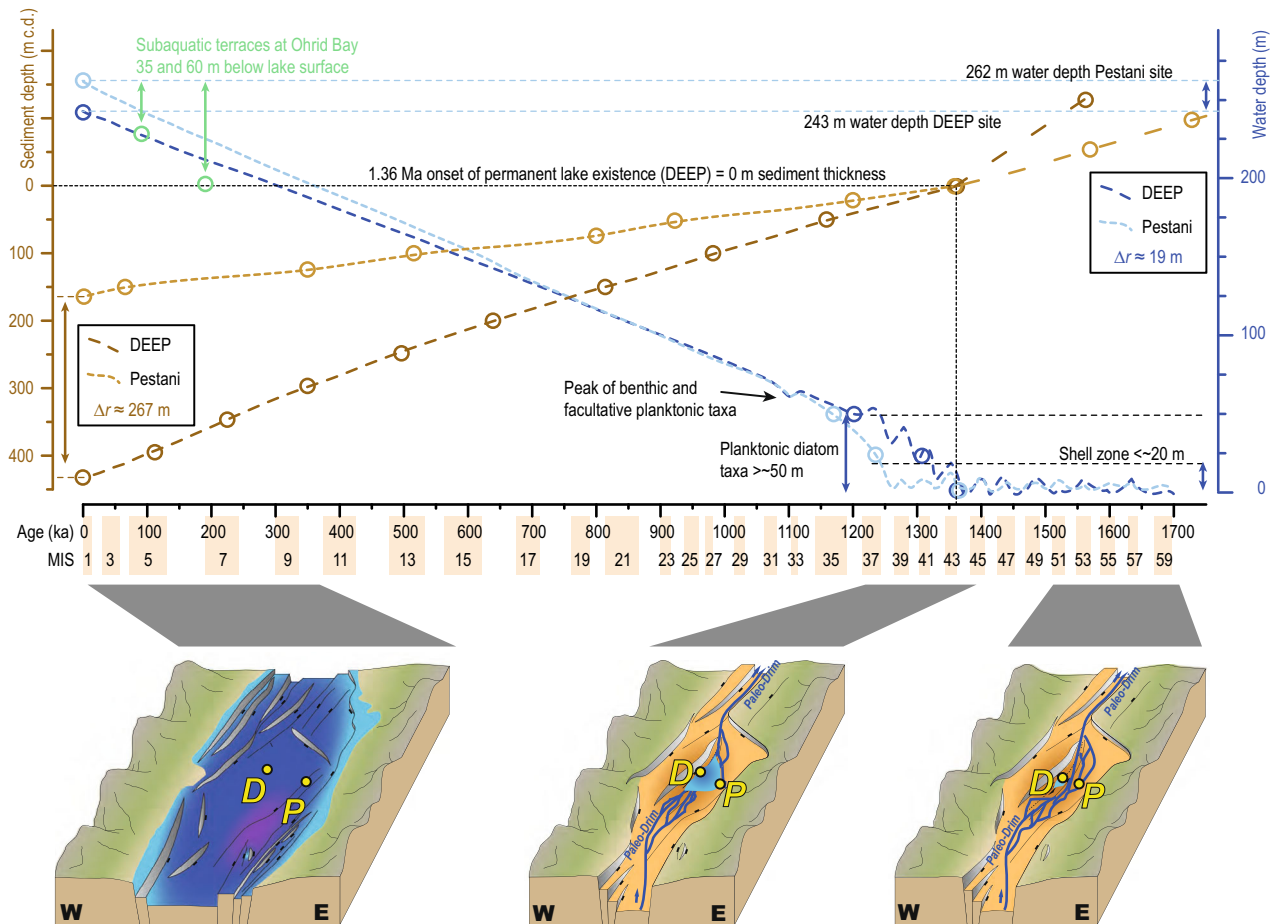 Sediment depth (m c.d.)
0
100
200
300
400
Subaquatic terraces at Ohrid Bay
35 and 60 m below lake surface
262 m water depth Pestani site
243 m water depth DEEP site
1.36 Ma onset of permanent lake existence (DEEP) = 0 m sediment thickness
Water depth (m)
200
100
0
DEEP
Pestani
Δr ≈ 19 m
DEEP
Pestani
Δr ≈ 267 m
Peak of benthic and
facultative planktonic taxa
Planktonic diatom
taxa >~50 m
Shell zone <~20 m
Age (ka) 0 100 200 300 400 500 600 700 800 900 1000 1100 1200 1300 1400 1500 1600 1700
MIS 1 3 5 7 9 11 13 15 17 19 21 23 25 27 29 31 33 35 37 39 41 43 45 47 49 51 53 55 57 59
D
P
W E
Paleo-Drim
D
P
Paleo-Drim
W E
Paleo-Drim
D
P
Paleo-Drim
W E